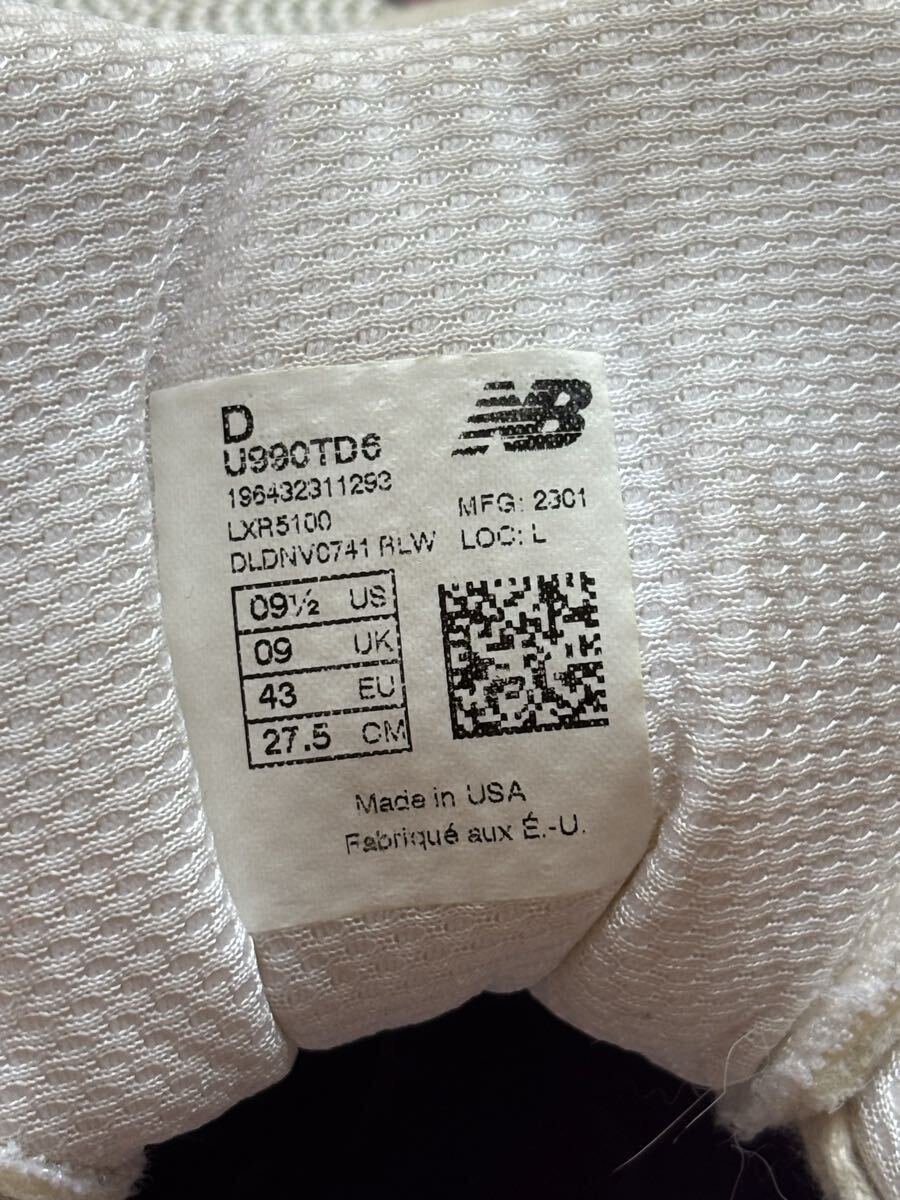 D
U990TD6
196432311293
LXR5100
DLDNV0741 RLW
NB
MFG: 2301
LOC: L
09½ US
09 UK
43 EU
27.5 CM
Made in USA
Fabriqué aux É.-U.